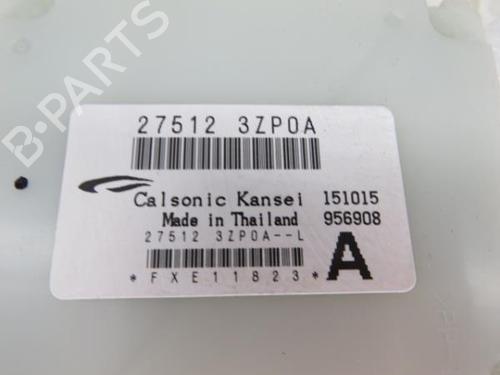 B-PARTS
27512 3ZP0A
Calsonic Kansei 151015
Made in Thailand 956908
27512 3ZP0A--L
A
*FXE11823*